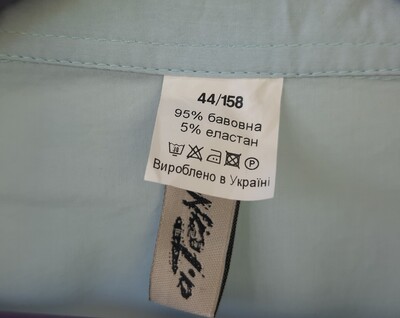 44/158
95% бавовна
5% еластан
Вироблено в Україні